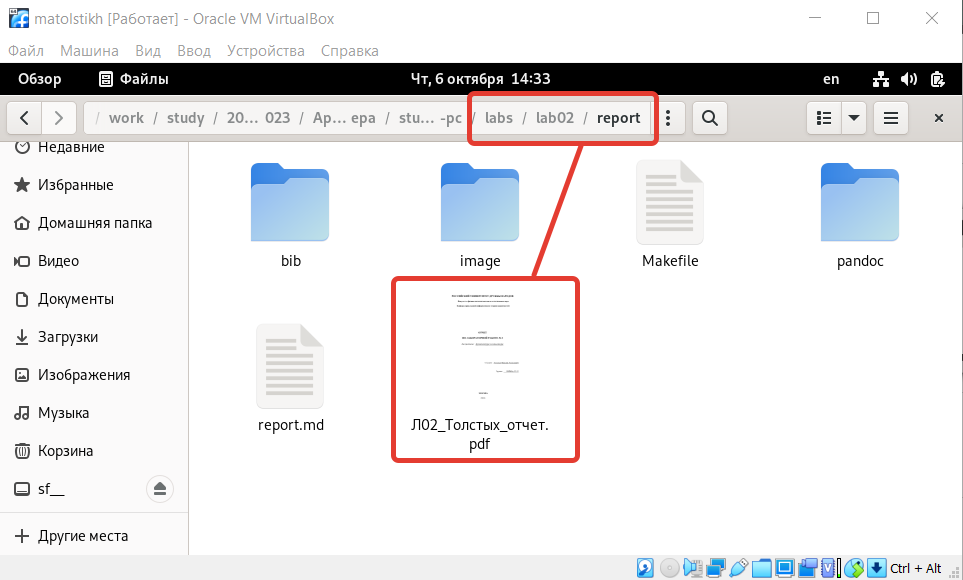 matolstikh [Работает] - Oracle VM VirtualBox
Файл Машина Вид Ввод Устройства Справка
Обзор Файлы Чт, 6 октября 14:33 en
/ work / study / 20… 023 / Ap… ера / stu… -pc / labs / lab02 / report
Недавние
Избранные
Домашняя папка
Видео
Документы
Загрузки
Изображения
Музыка
Корзина
sf__
Другие места
bib
image
Makefile
pandoc
report.md
Л02_Толстых_отчет.
pdf
Ctrl + Alt